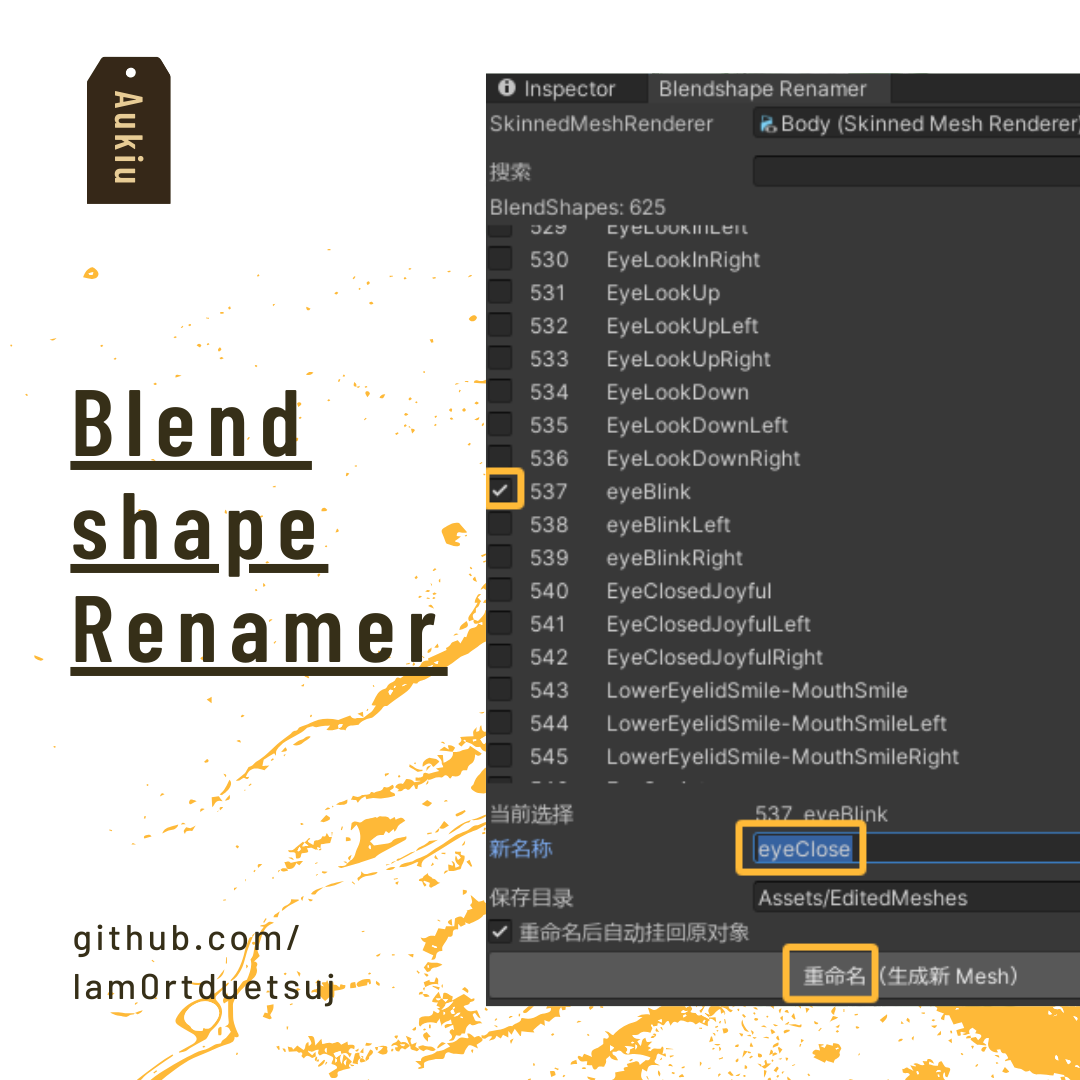 Aukiu
Blend
shape
Renamer
github.com/
Iam0rtduetsuj
Inspector
Blendshape Renamer
SkinnedMeshRenderer
Body (Skinned Mesh Renderer)
搜索
BlendShapes: 625
529 EyeLookInLeft
530 EyeLookInRight
531 EyeLookUp
532 EyeLookUpLeft
533 EyeLookUpRight
534 EyeLookDown
535 EyeLookDownLeft
536 EyeLookDownRight
537 eyeBlink
538 eyeBlinkLeft
539 eyeBlinkRight
540 EyeClosedJoyful
541 EyeClosedJoyfulLeft
542 EyeClosedJoyfulRight
543 LowerEyelidSmile-MouthSmile
544 LowerEyelidSmile-MouthSmileLeft
545 LowerEyelidSmile-MouthSmileRight
当前选择 537 eyeBlink
新名称 eyeClose
保存目录 Assets/EditedMeshes
重命名后自动挂回原对象
重命名（生成新 Mesh）